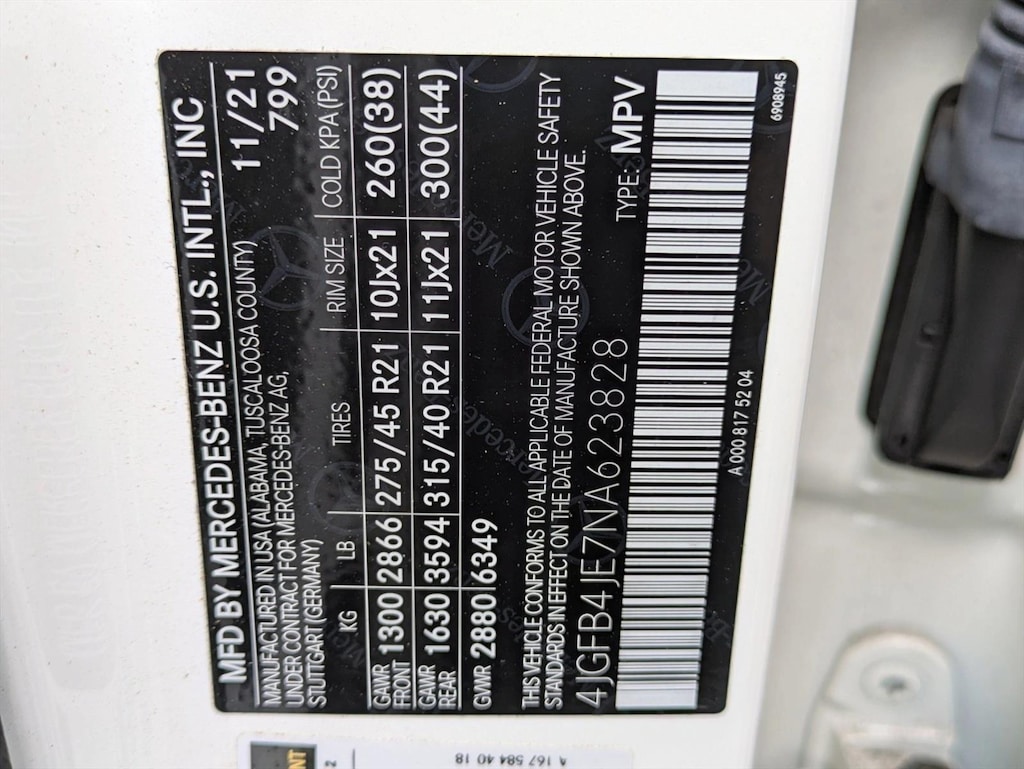 MFD BY MERCEDES-BENZ U.S. INTL., INC
MANUFACTURED IN USA (ALABAMA, TUSCALOOSA COUNTY) 11/21
UNDER CONTRACT FOR MERCEDES-BENZ AG, 799
STUTTGART (GERMANY)
KG LB TIRES RIM SIZE COLD KPA (PSI)
GAWR FRONT 1300 2866 275/45 R21 10Jx21 260(38)
GAWR REAR 1630 3594 315/40 R21 11Jx21 300(44)
GVWR 2880 6349
THIS VEHICLE CONFORMS TO ALL APPLICABLE FEDERAL MOTOR VEHICLE SAFETY
STANDARDS IN EFFECT ON THE DATE OF MANUFACTURE SHOWN ABOVE.
4JGFB4JE7NA623828 TYPE: MPV
A 000 817 52 04 6908945
A 167 584 40 18